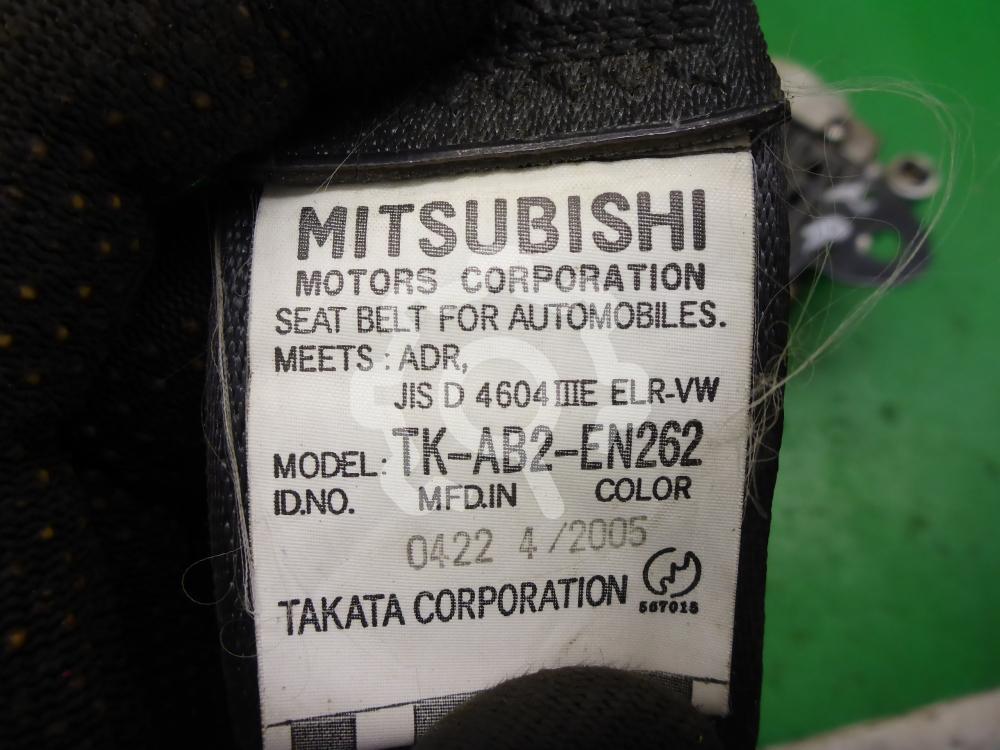 MITSUBISHI
MOTORS CORPORATION
SEAT BELT FOR AUTOMOBILES.
MEETS : ADR,
JIS D 4604 IIIE ELR-VW
MODEL: TK-AB2-EN262
ID.NO. MFD.IN COLOR
0422 4/2005
TAKATA CORPORATION
567015